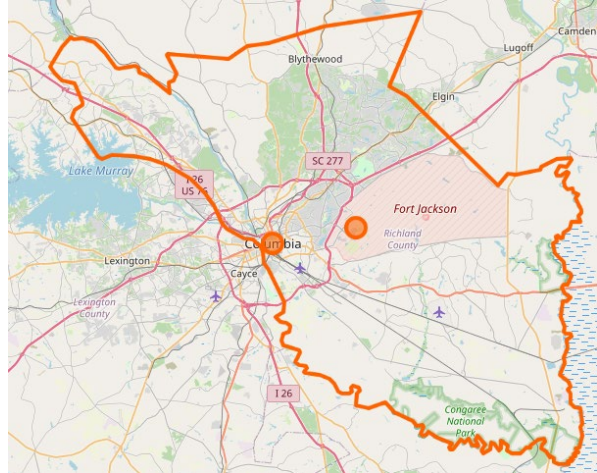 Camden
Lugoff
Blythewood
Elgin
SC 277
Lake Murray
I 26
US 76
Fort Jackson
Richland
County
Columbia
Lexington
Cayce
Lexington
County
I 26
Congaree
National
Park